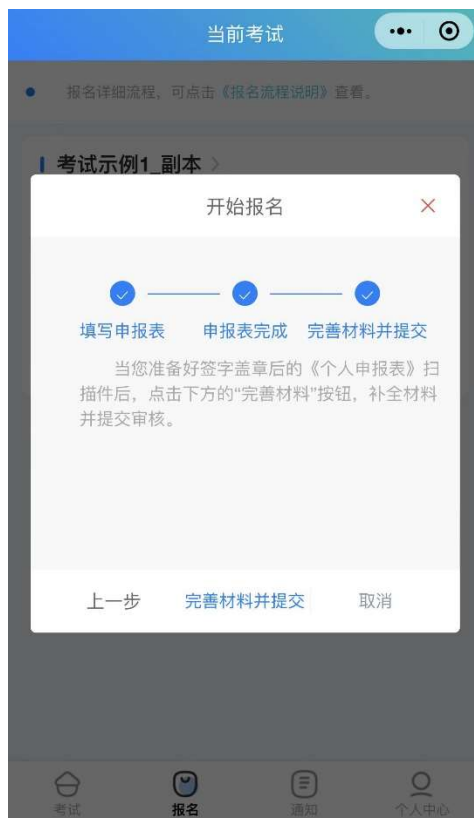 当前考试
报名详细流程，可点击《报名流程说明》查看。
考试示例1_副本
开始报名
填写申报表 申报表完成 完善材料并提交
当您准备好签字盖章后的《个人申报表》扫
描件后，点击下方的“完善材料”按钮，补全材料
并提交审核。
上一步 完善材料并提交 取消
考试 报名 通知 个人中心